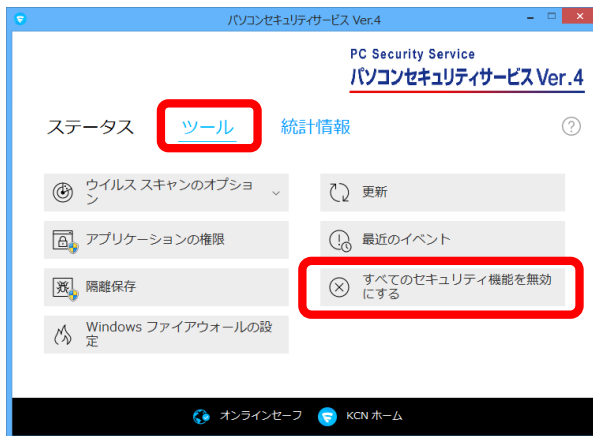 パソコンセキュリティサービス Ver.4
PC Security Service
パソコンセキュリティサービス Ver.4
ステータス ツール 統計情報 ?
ウイルス スキャンのオプショ
ン
更新
アプリケーションの権限
最近のイベント
隔離保存
すべてのセキュリティ機能を無効
にする
Windows ファイアウォールの設
定
オンラインセーフ KCN ホーム